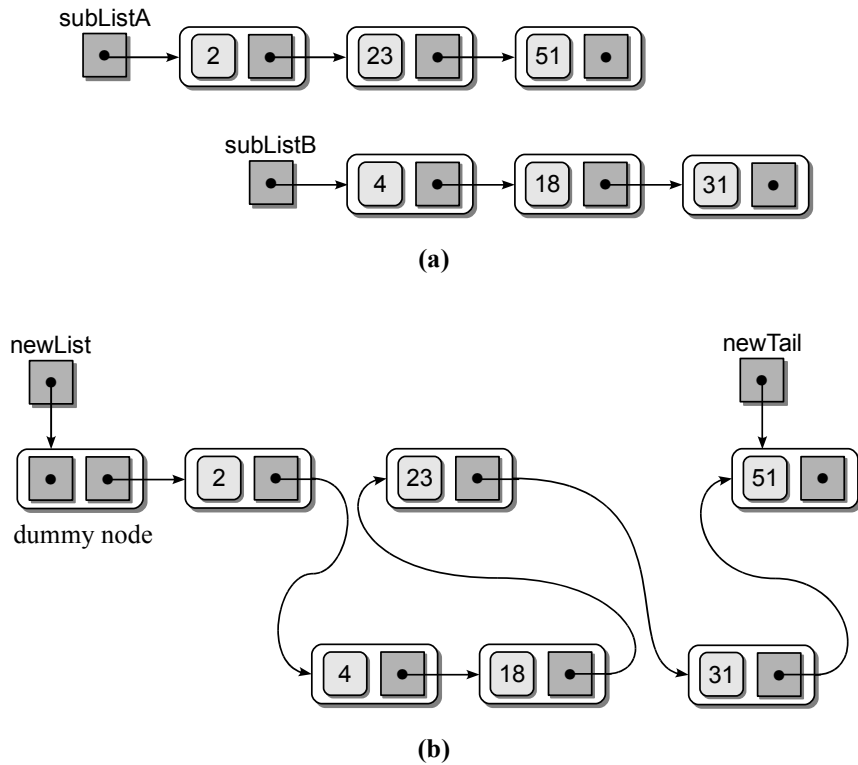 subListA
2 23 51
subListB
4 18 31
(a)
newList
newTail
2 23 51
dummy node
4 18 31
(b)